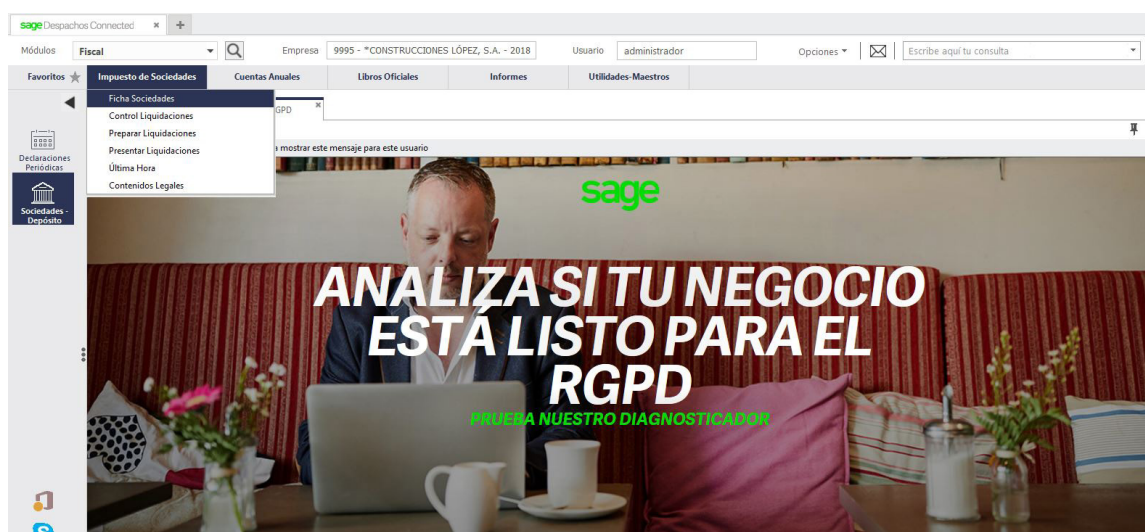 sage Despachos Connected
Módulos Fiscal Empresa 9995 - *CONSTRUCCIONES LÓPEZ, S.A. - 2018 Usuario administrador Opciones Escribe aquí tu consulta
Favoritos Impuesto de Sociedades Cuentas Anuales Libros Oficiales Informes Utilidades-Maestros
Ficha Sociedades
GPD
Control Liquidaciones
Preparar Liquidaciones
Presentar Liquidaciones
a mostrar este mensaje para este usuario
Última Hora
Contenidos Legales
Declaraciones
Periódicas
Sociedades -
Depósito
sage
ANALIZA SI TU NEGOCIO
ESTÁ LISTO PARA EL
RGPD
PRUEBA NUESTRO DIAGNOSTICADOR